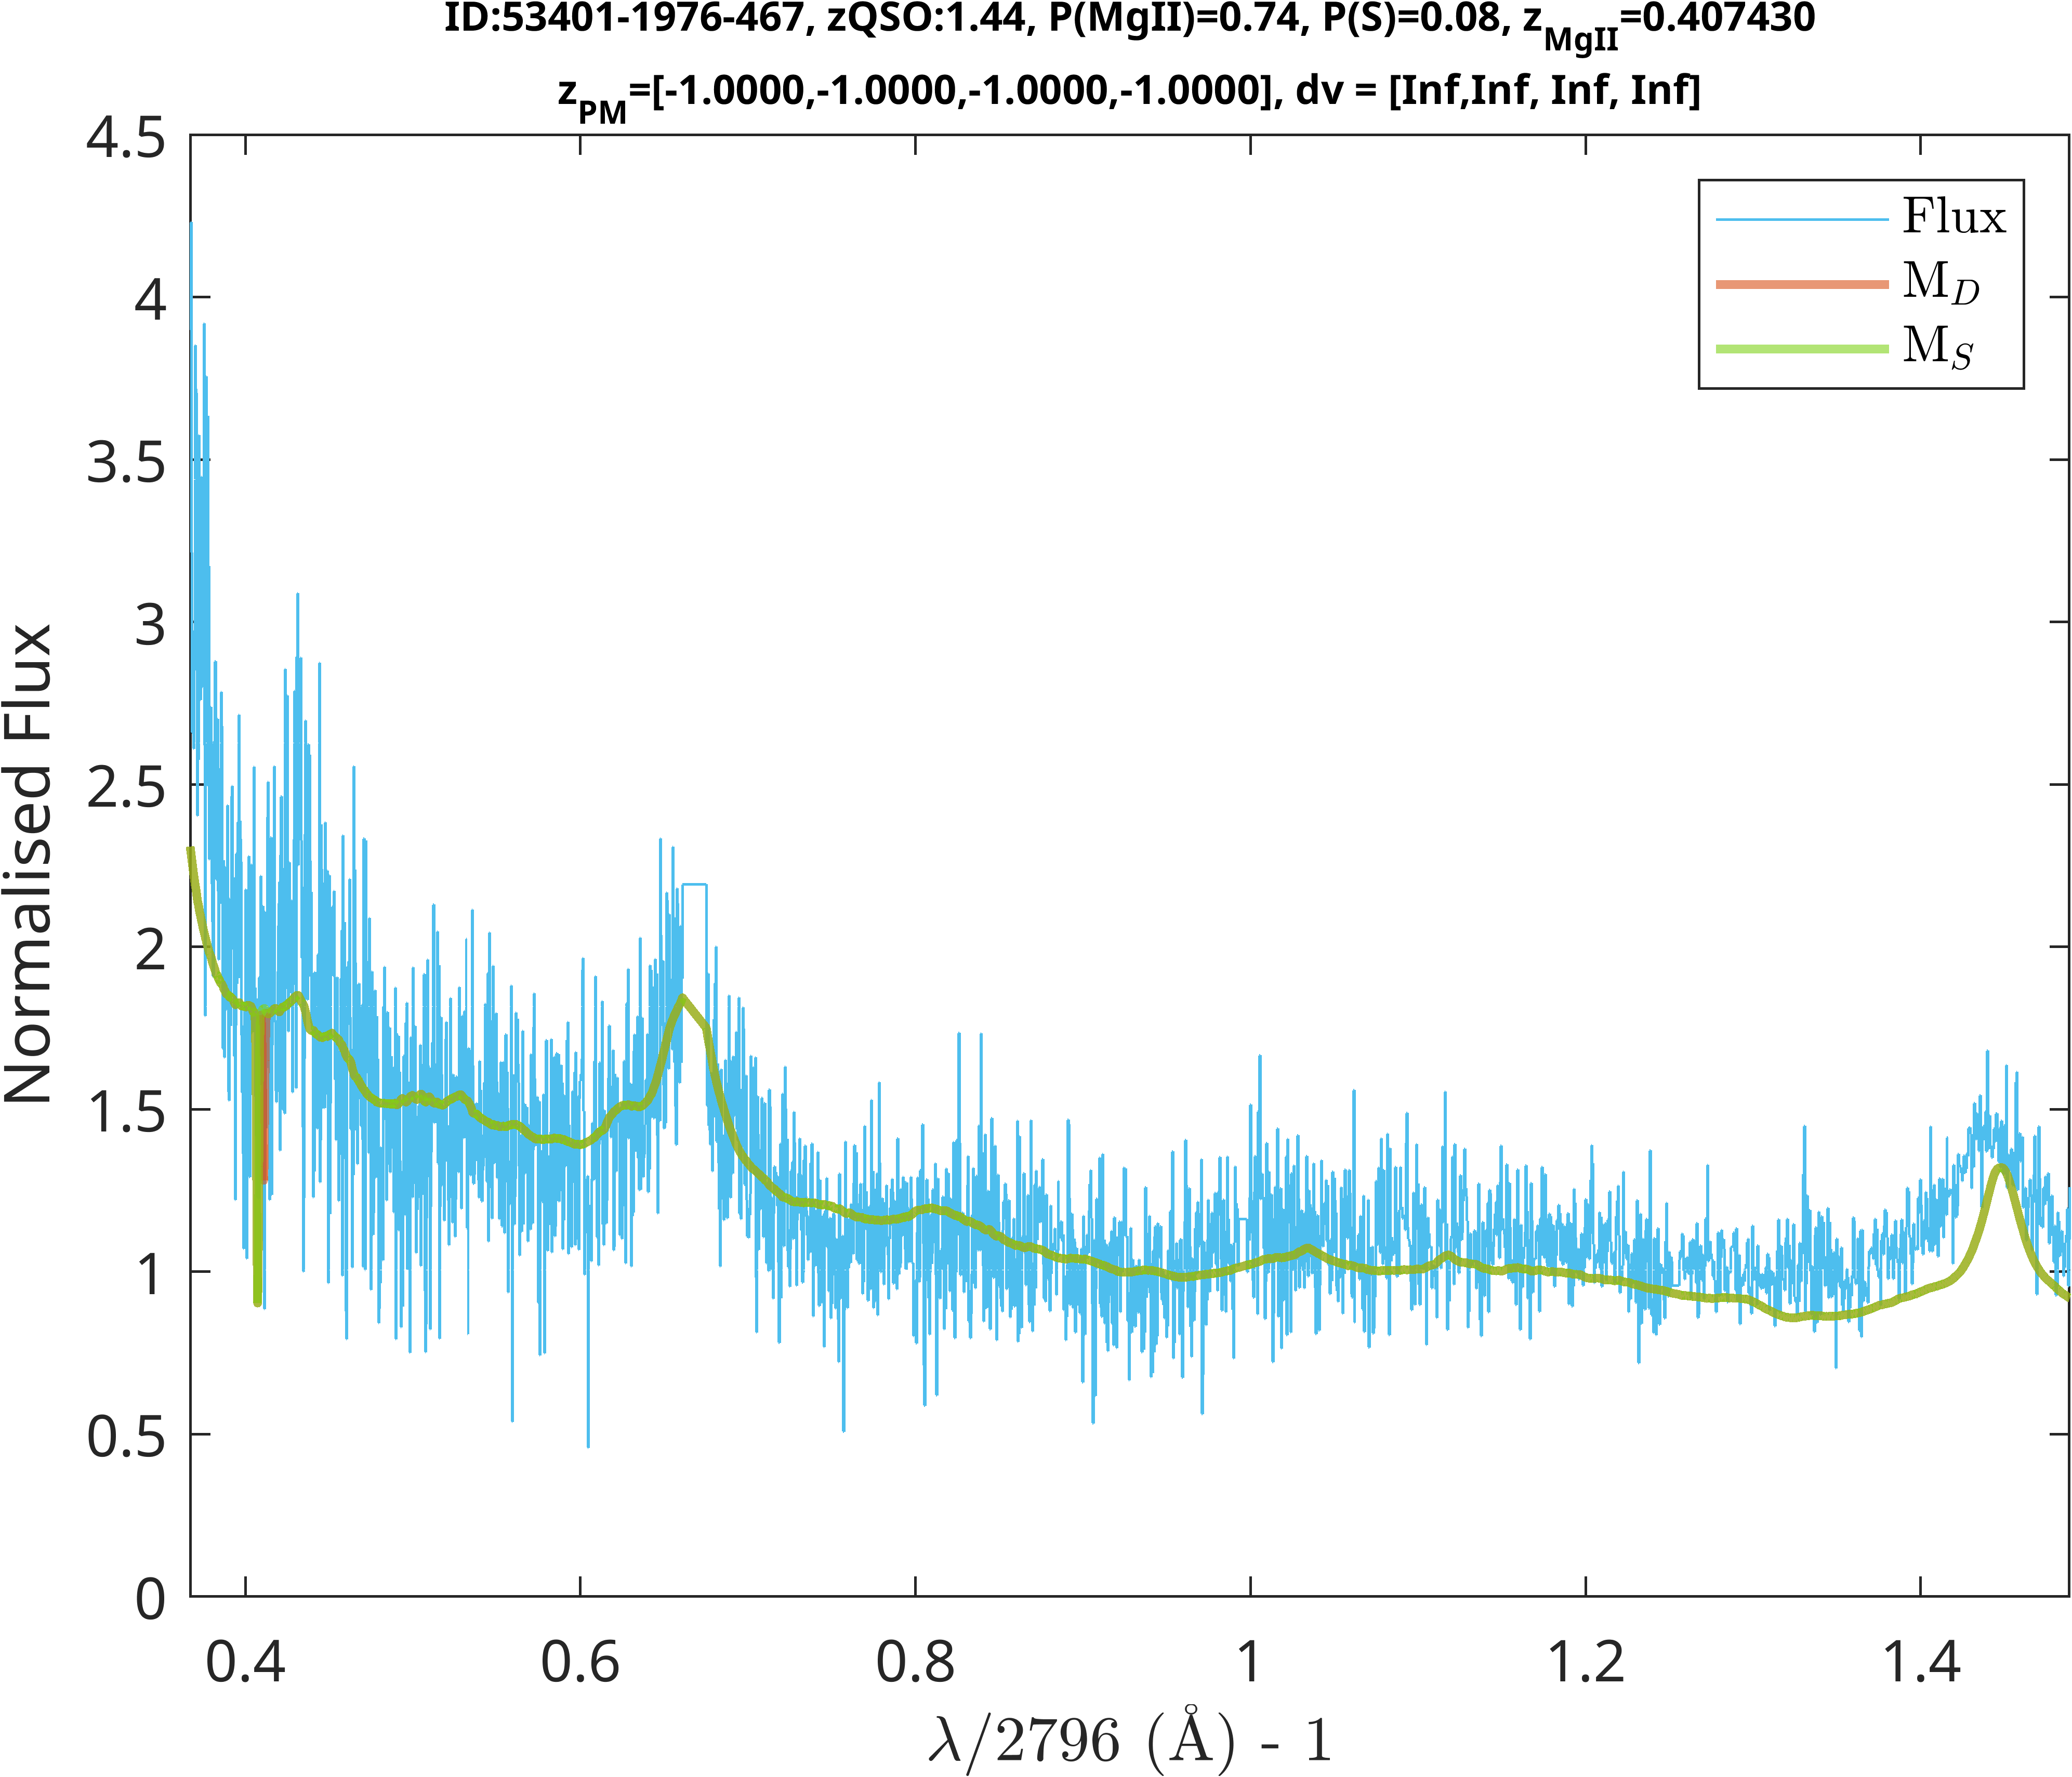 ID:53401-1976-467, zQSO:1.44, P(MgII)=0.74, P(S)=0.08, zMgII=0.407430
zPM=[-1.0000,-1.0000,-1.0000,-1.0000], dv = [Inf,Inf, Inf, Inf]
4.5
4
3.5
3
2.5
2
1.5
1
0.5
0
Normalised Flux
Flux
MD
MS
0.4
0.6
0.8
1
1.2
1.4
λ/2796 (Å) - 1